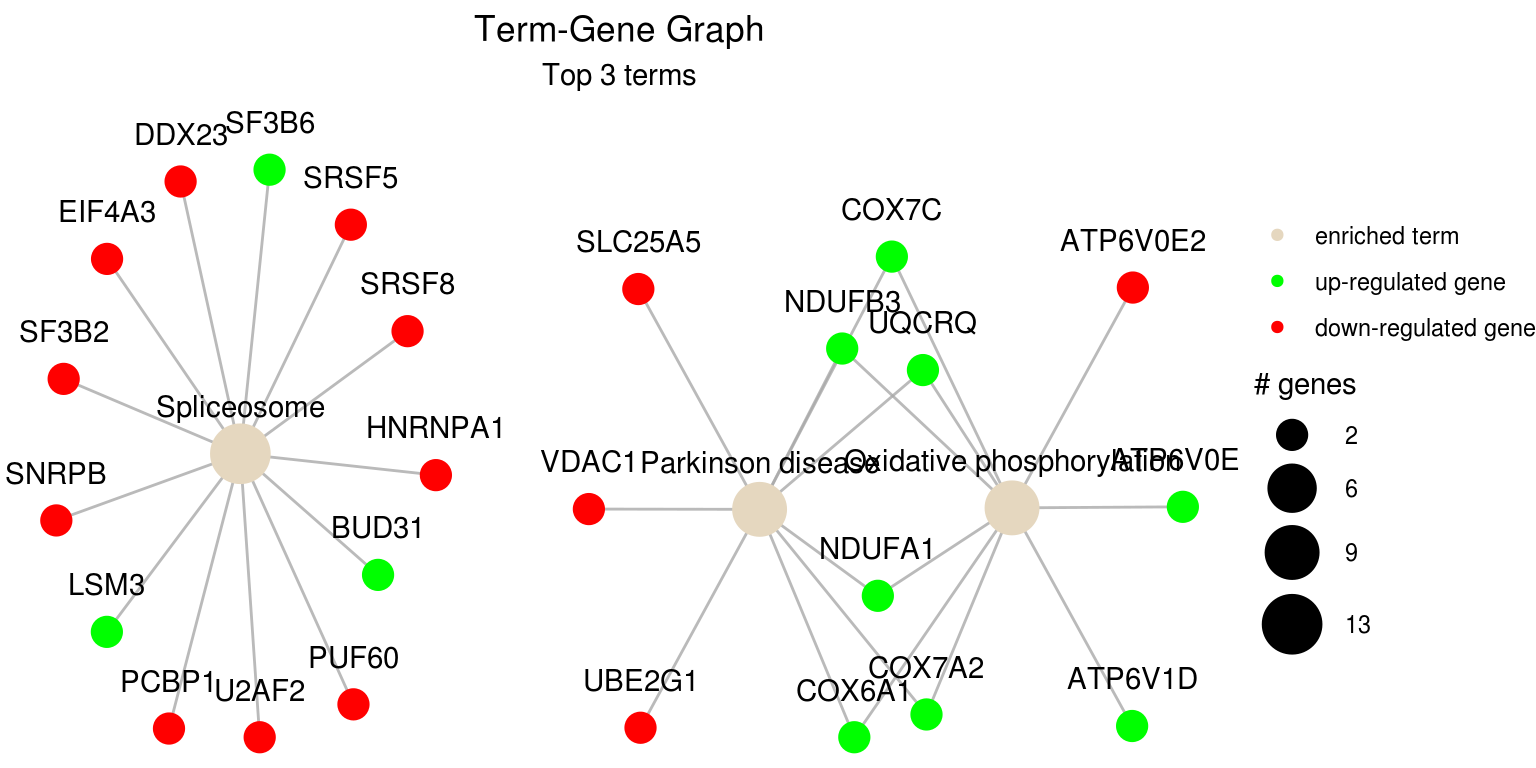 Term-Gene Graph
Top 3 terms
SF3B6
DDX23
SRSF5
EIF4A3
SRSF8
SF3B2
Spliceosome
HNRNPA1
SNRPB
BUD31
LSM3
PUF60
PCBP1
U2AF2
COX7C
SLC25A5
ATP6V0E2
NDUFB3
UQCRQ
VDAC1
Parkinson disease
Oxidative phosphorylation
ATP6V0E
NDUFA1
COX7A2
UBE2G1
COX6A1
ATP6V1D
enriched term
up-regulated gene
down-regulated gene
# genes
2
6
9
13